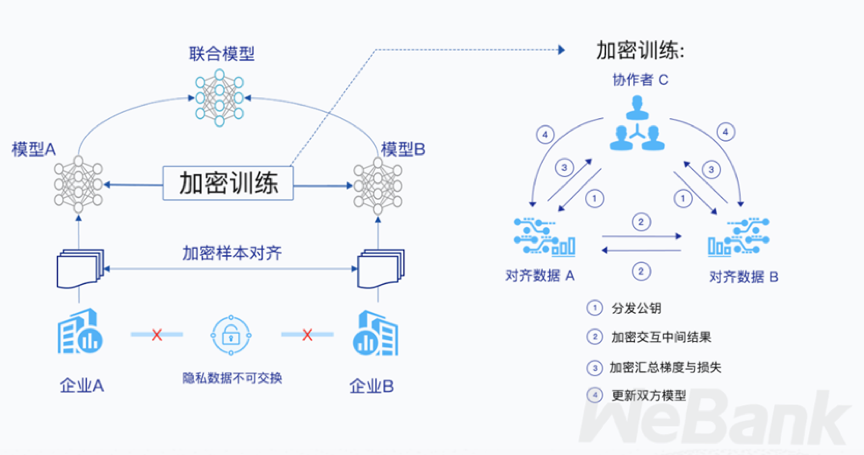 联合模型
加密训练:
协作者 C
模型A
模型B
加密训练
④
④
③
③
①
①
加密样本对齐
②
②
对齐数据 A
对齐数据 B
① 分发公钥
② 加密交互中间结果
③ 加密汇总梯度与损失
④ 更新双方模型
X
X
隐私数据不可交换
企业A
企业B
WeBank